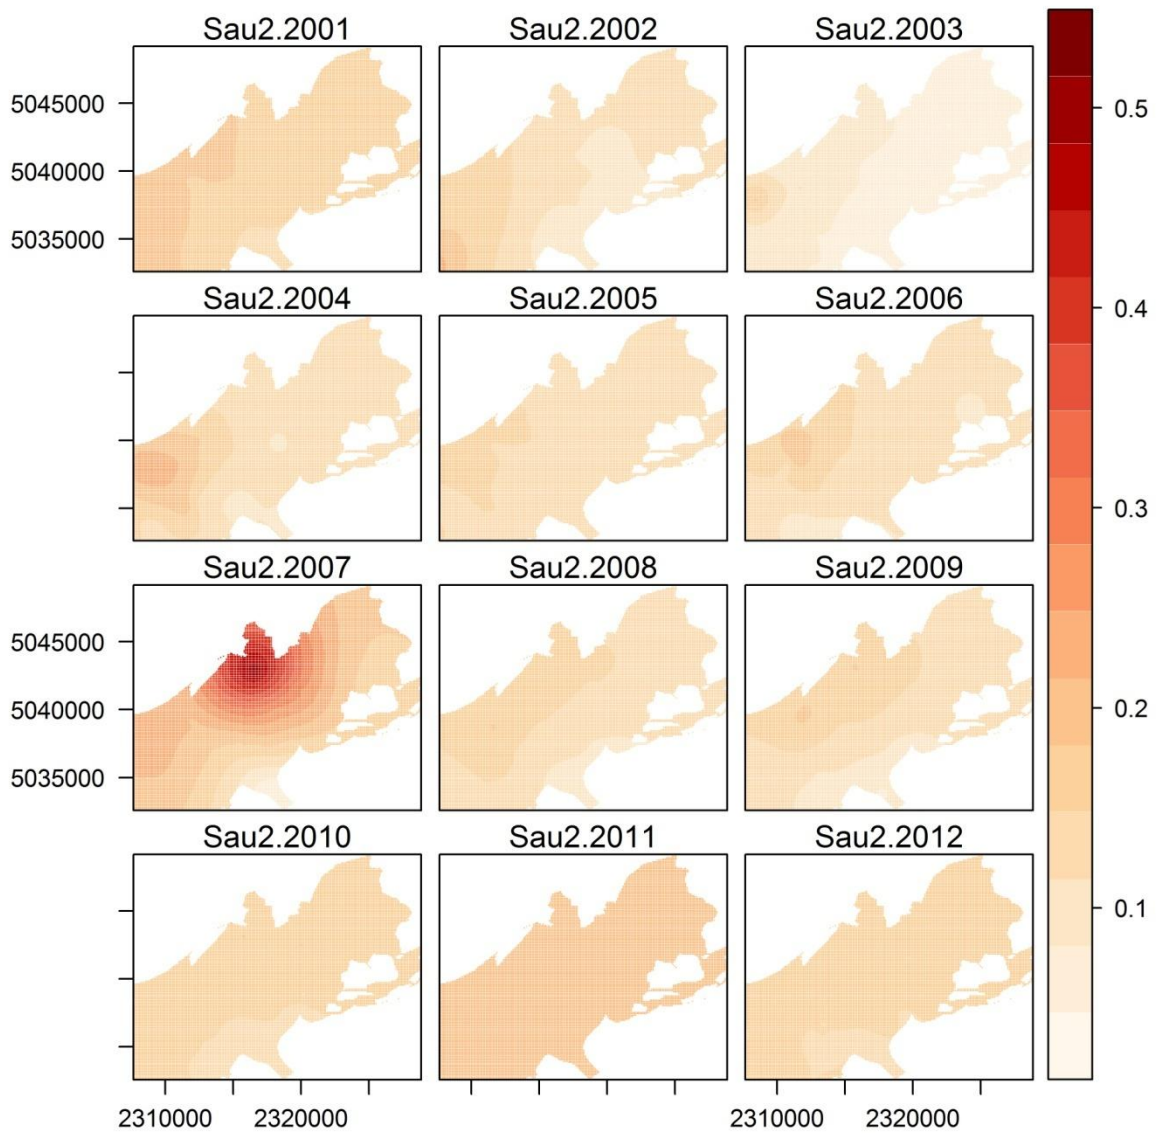 Sau2.2001 Sau2.2002 Sau2.2003
5045000
5040000
5035000
0.5
Sau2.2004 Sau2.2005 Sau2.2006
0.4
0.3
Sau2.2007 Sau2.2008 Sau2.2009
5045000
5040000
5035000
0.2
Sau2.2010 Sau2.2011 Sau2.2012
0.1
2310000 2320000 2310000 2320000